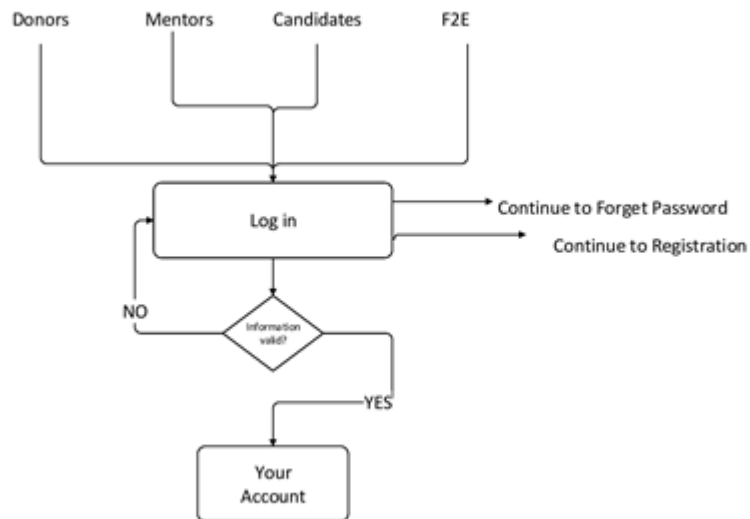 Donors
Mentors
Candidates
F2E
Log in
Continue to Forget Password
Continue to Registration
NO
Information
valid?
YES
Your
Account